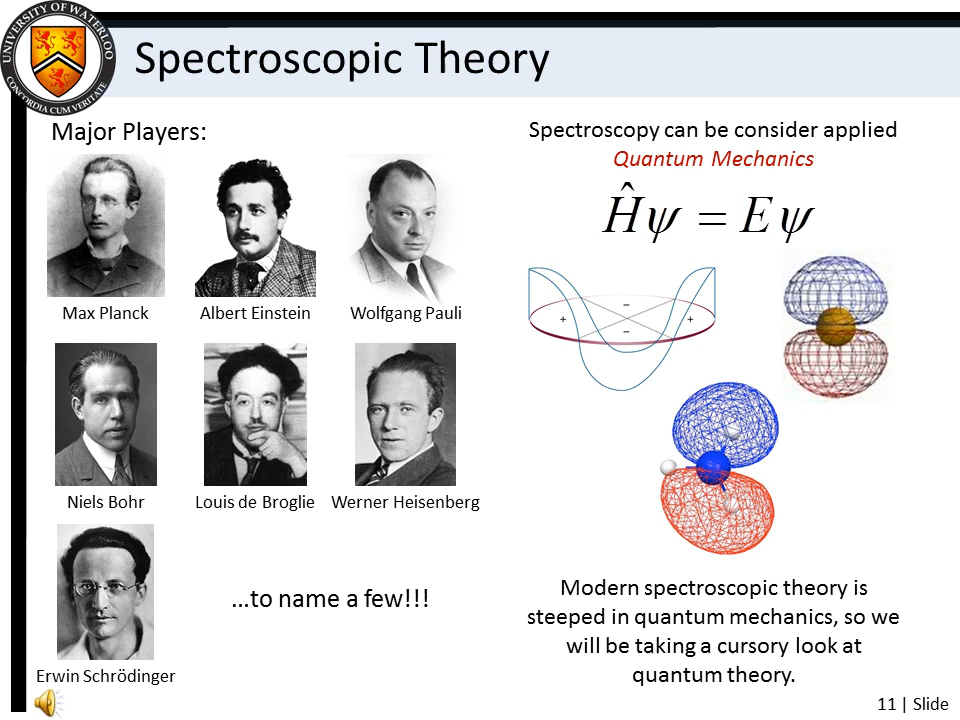 UNIVERSITY OF WATERLOO
CONCORDIA CUM VERITATE
Spectroscopic Theory
Major Players:
Max Planck
Albert Einstein
Wolfgang Pauli
Niels Bohr
Louis de Broglie
Werner Heisenberg
Erwin Schrödinger
...to name a few!!!
Spectroscopy can be consider applied
Quantum Mechanics
Ĥψ = Eψ
–
+ +
–
Modern spectroscopic theory is
steeped in quantum mechanics, so we
will be taking a cursory look at
quantum theory.
11 | Slide